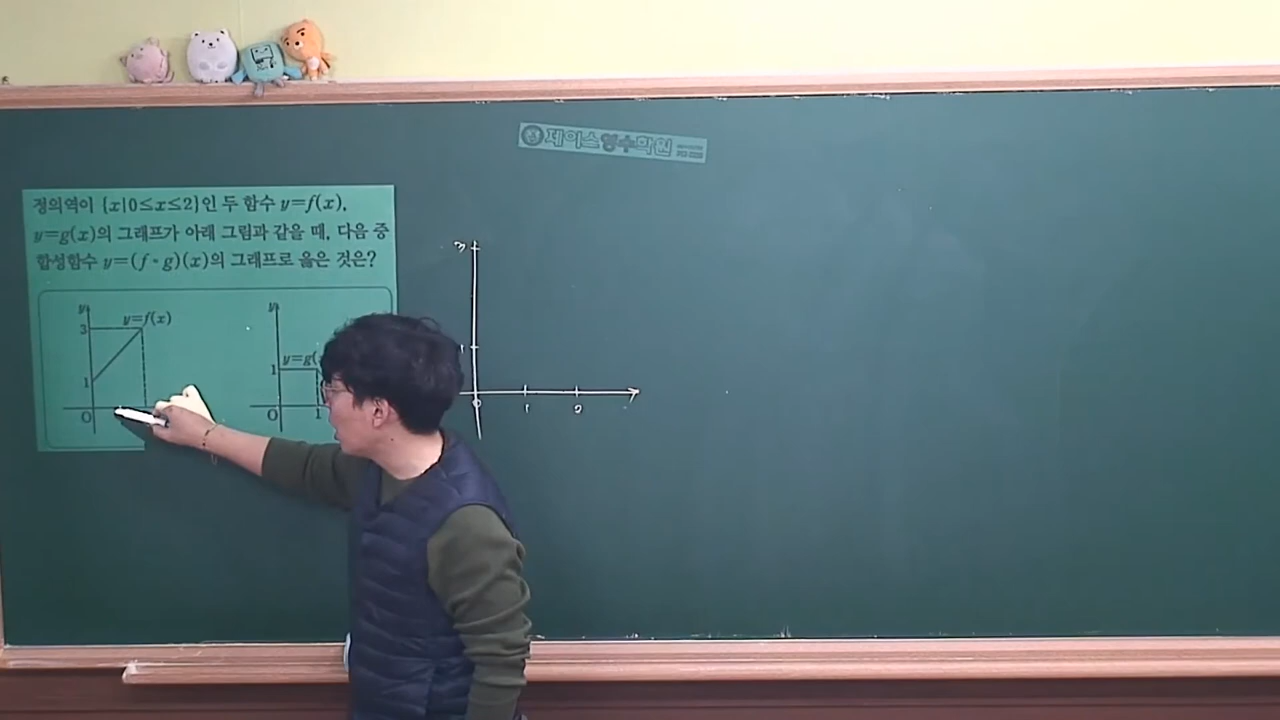 제이스영수학원
정의역이 {x|0≤x≤2}인 두 함수 y=f(x),
y=g(x)의 그래프가 아래 그림과 같을 때, 다음 중
합성함수 y=(f∘g)(x)의 그래프로 옳은 것은?
y
y=f(x)
3
1
O
y
y=g(
1
O
1
3
1
0
1
2